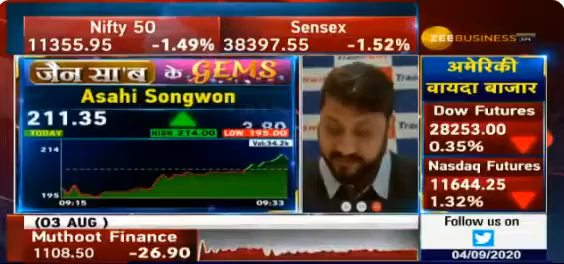 Nifty 50
11355.95 -1.49%
Sensex
38397.55 -1.52%
ZEE BUSINESS
जैन सा'ब के GEMS
Asahi Songwon
211.35
TODAY HIGH 214.00 LOW 195.00
Vol:34.2k
214
195
09:15 09:33
अमेरिकी
वायदा बाजार
Dow Futures
28253.00
0.35%
Nasdaq Futures
11644.25
1.32%
(03 AUG)
Muthoot Finance
1108.50 -26.90
Follow us on
04/09/2020